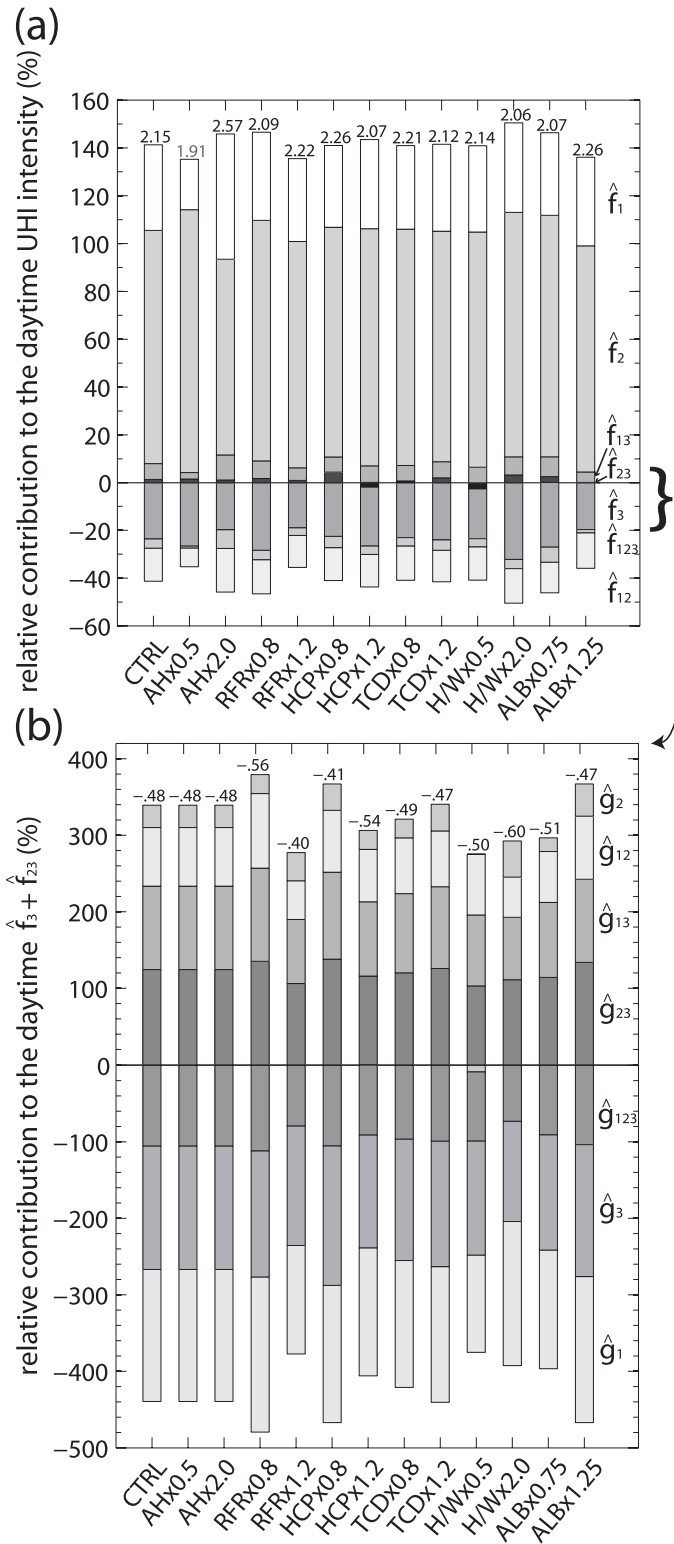 (a)
relative contribution to the daytime UHI intensity (%)
160
140
120
100
80
60
40
20
0
−20
−40
−60
2.15
1.91
2.57
2.09
2.22
2.26
2.07
2.21
2.12
2.14
2.06
2.07
2.26
f̂1
f̂2
f̂13
f̂23
f̂3
f̂123
f̂12
}
CTRL
AHx0.5
AHx2.0
RFRx0.8
RFRx1.2
HCPx0.8
HCPx1.2
TCDx0.8
TCDx1.2
H/Wx0.5
H/Wx2.0
ALBx0.75
ALBx1.25
(b)
relative contribution to the daytime f̂3 + f̂23 (%)
400
300
200
100
0
−100
−200
−300
−400
−500
−.48
−.48
−.48
−.56
−.40
−.41
−.54
−.49
−.47
−.50
−.60
−.51
−.47
ĝ2
ĝ12
ĝ13
ĝ23
ĝ123
ĝ3
ĝ1
CTRL
AHx0.5
AHx2.0
RFRx0.8
RFRx1.2
HCPx0.8
HCPx1.2
TCDx0.8
TCDx1.2
H/Wx0.5
H/Wx2.0
ALBx0.75
ALBx1.25